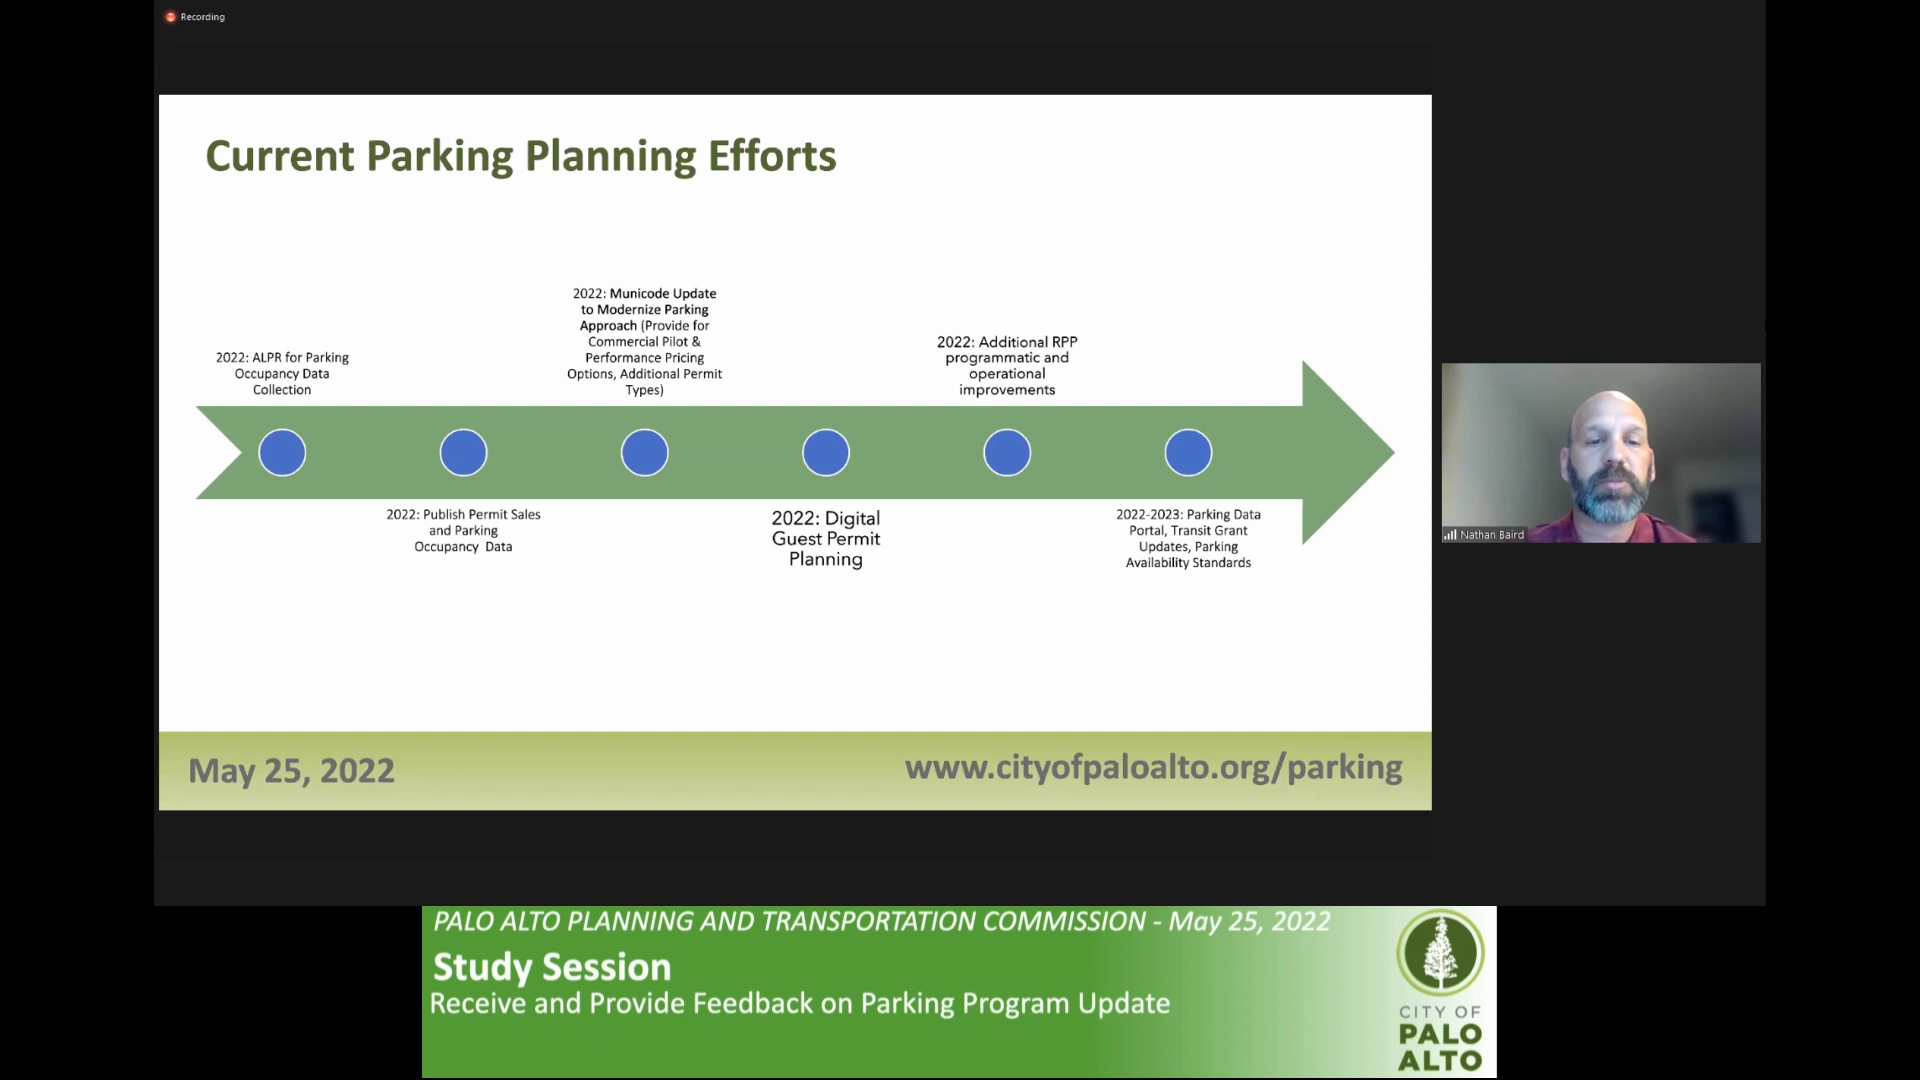 Recording
Current Parking Planning Efforts
2022: ALPR for Parking
Occupancy Data
Collection
2022: Publish Permit Sales
and Parking
Occupancy Data
2022: Municode Update
to Modernize Parking
Approach (Provide for
Commercial Pilot &
Performance Pricing
Options, Additional Permit
Types)
2022: Digital
Guest Permit
Planning
2022: Additional RPP
programmatic and
operational
improvements
2022-2023: Parking Data
Portal, Transit Grant
Updates, Parking
Availability Standards
May 25, 2022
www.cityofpaloalto.org/parking
Nathan Baird
PALO ALTO PLANNING AND TRANSPORTATION COMMISSION - May 25, 2022
Study Session
Receive and Provide Feedback on Parking Program Update
CITY OF
PALO
ALTO